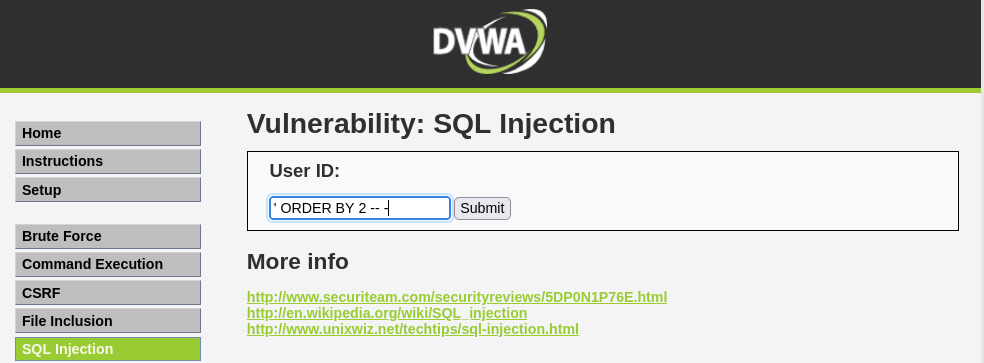 DVWA
Home
Instructions
Setup
Brute Force
Command Execution
CSRF
File Inclusion
SQL Injection
Vulnerability: SQL Injection
User ID:
' ORDER BY 2 -- - Submit
More info
http://www.securiteam.com/securityreviews/5DP0N1P76E.html
http://en.wikipedia.org/wiki/SQL_injection
http://www.unixwiz.net/techtips/sql-injection.html